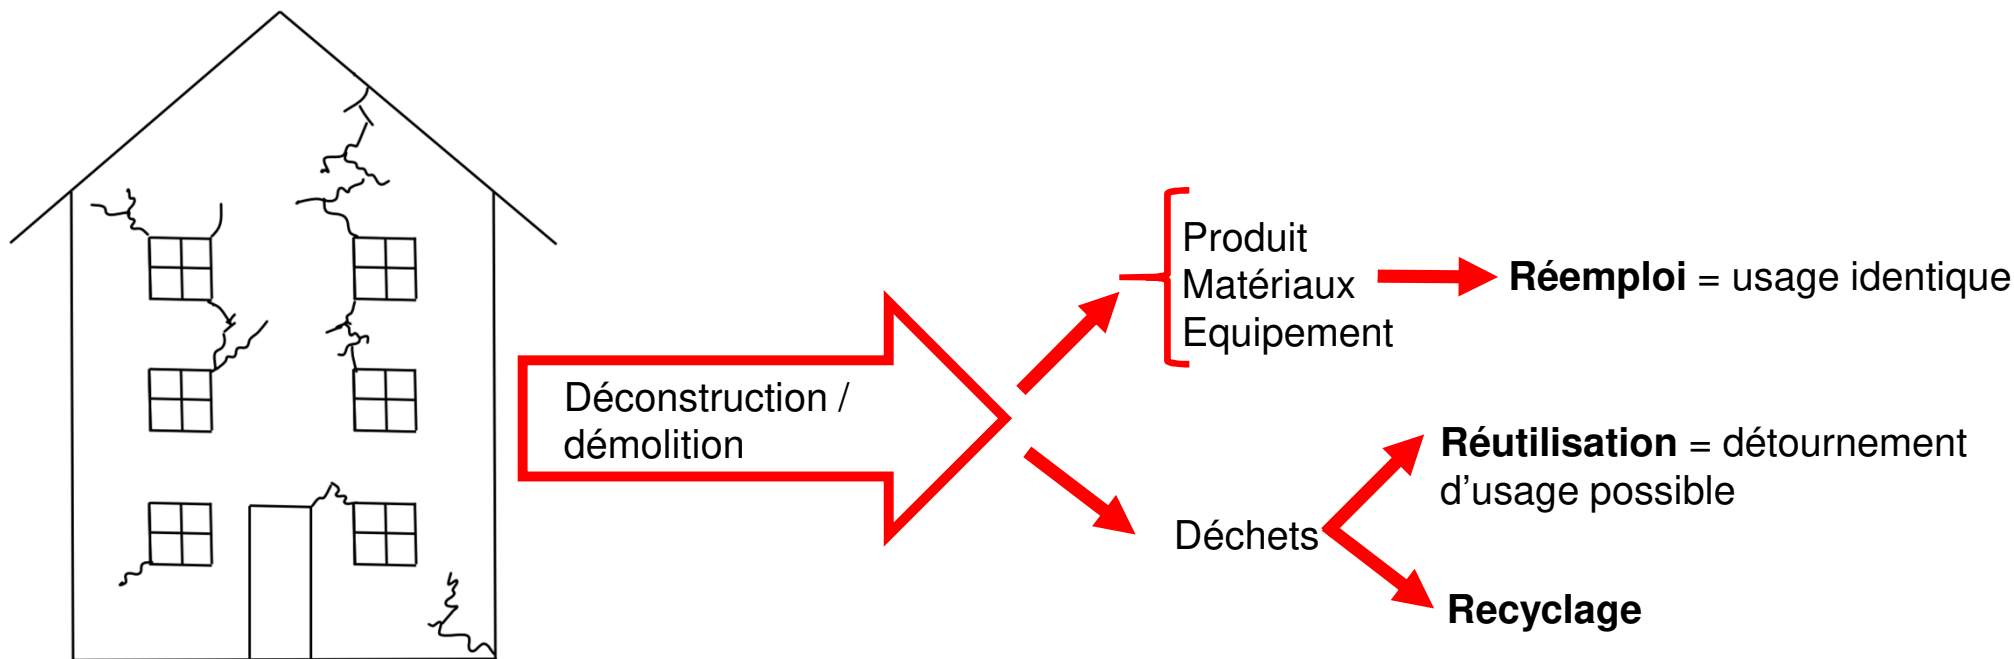 Déconstruction /
démolition
Produit
Matériaux
Equipement
Réemploi = usage identique
Déchets
Réutilisation = détournement
d’usage possible
Recyclage